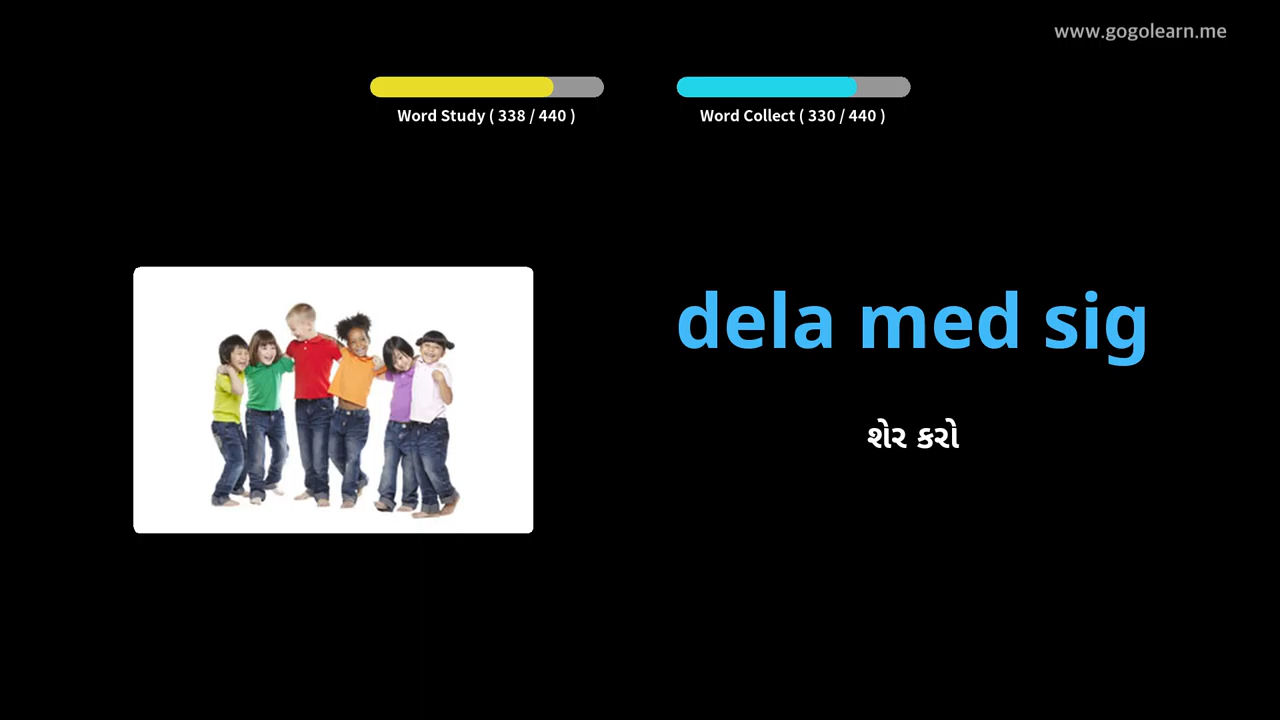 www.gogolearn.me
Word Study ( 338 / 440 )
Word Collect ( 330 / 440 )
dela med sig
શેર કરો